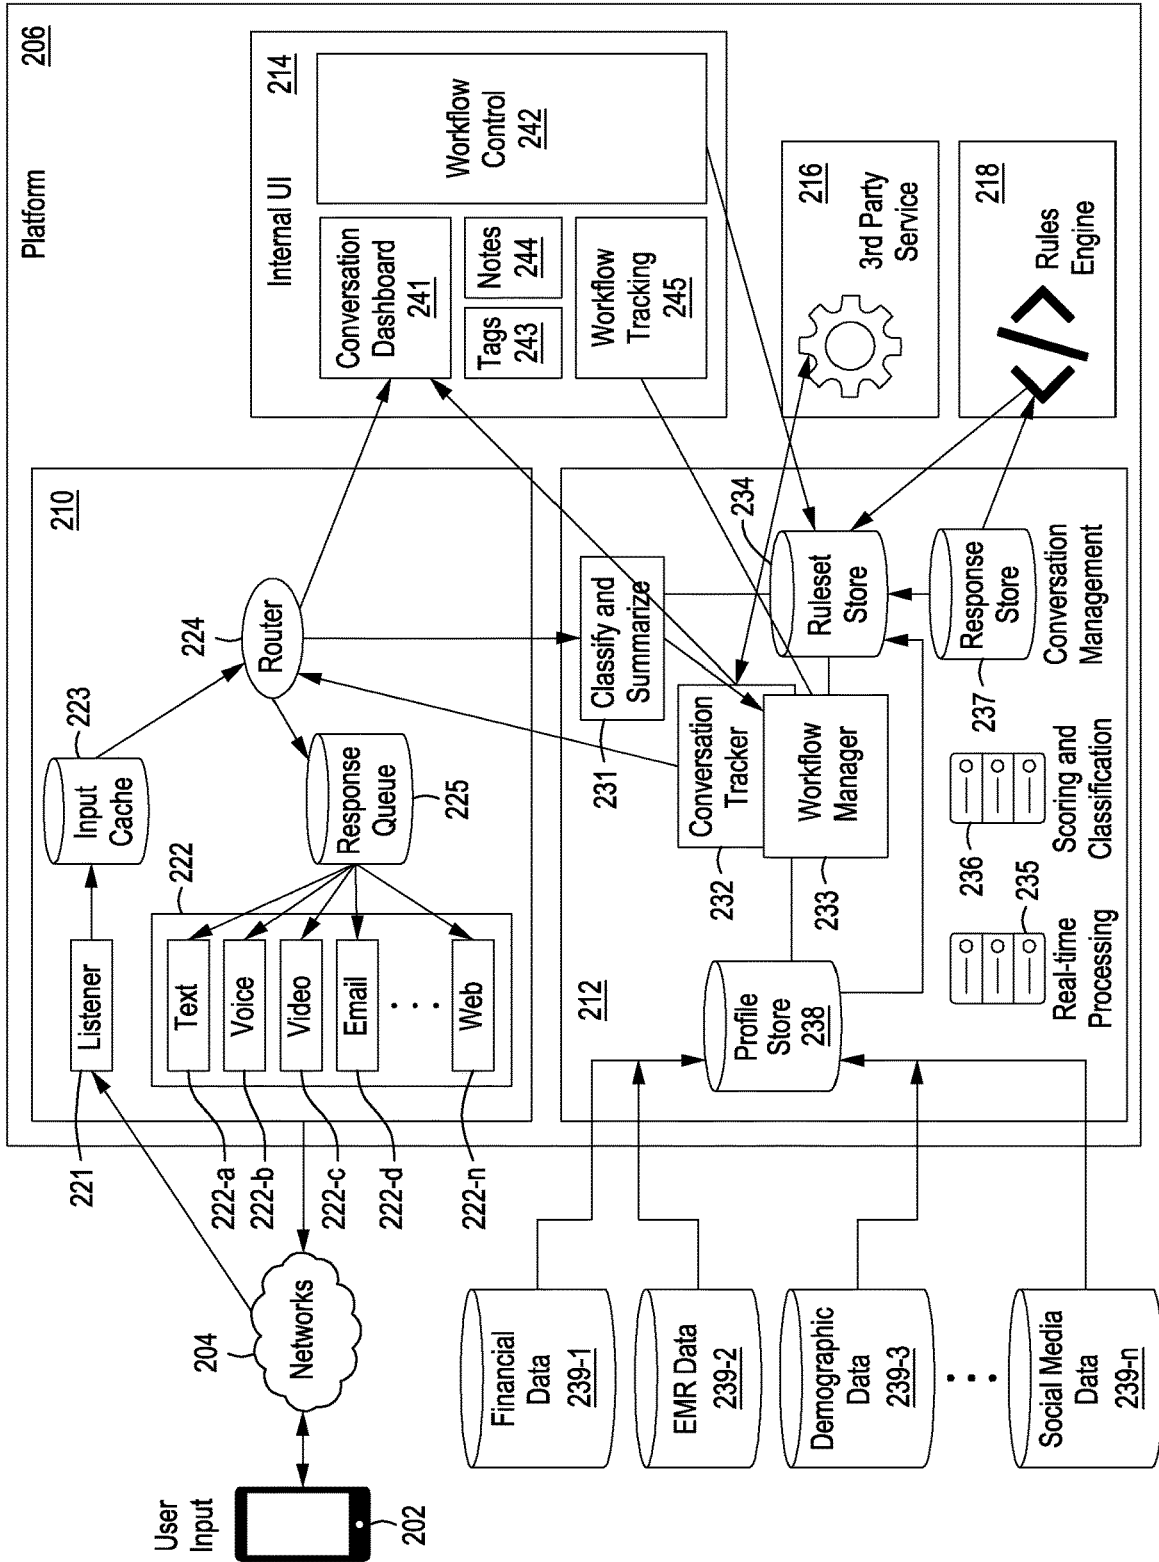 User
Input
202
204
Networks
Platform
206
210
221
Listener
Input
Cache
223
224
Router
222
222-a
Text
222-b
Voice
222-c
Video
222-d
Email
222-n
Web
Response
Queue
225
Internal UI
214
Conversation
Dashboard
241
Workflow
Control
242
Tags
243
Notes
244
Workflow
Tracking
245
216
3rd Party
Service
218
Rules
Engine
212
231
Classify and
Summarize
232
Conversation
Tracker
233
Workflow
Manager
234
Ruleset
Store
237
Response
Store
Conversation
Management
236
Scoring and
Classification
235
Real-time
Processing
Profile
Store
238
Financial
Data
239-1
EMR Data
239-2
Demographic
Data
239-3
Social Media
Data
239-n